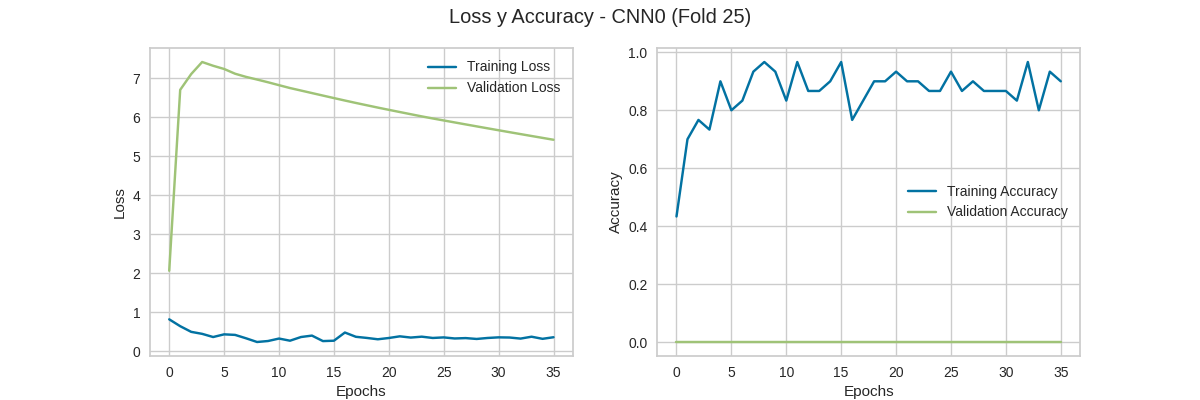 Loss y Accuracy - CNN0 (Fold 25)
7
6
5
4
3
2
1
0
Loss
Training Loss
Validation Loss
0 5 10 15 20 25 30 35
Epochs
1.0
0.8
0.6
0.4
0.2
0.0
Accuracy
Training Accuracy
Validation Accuracy
0 5 10 15 20 25 30 35
Epochs